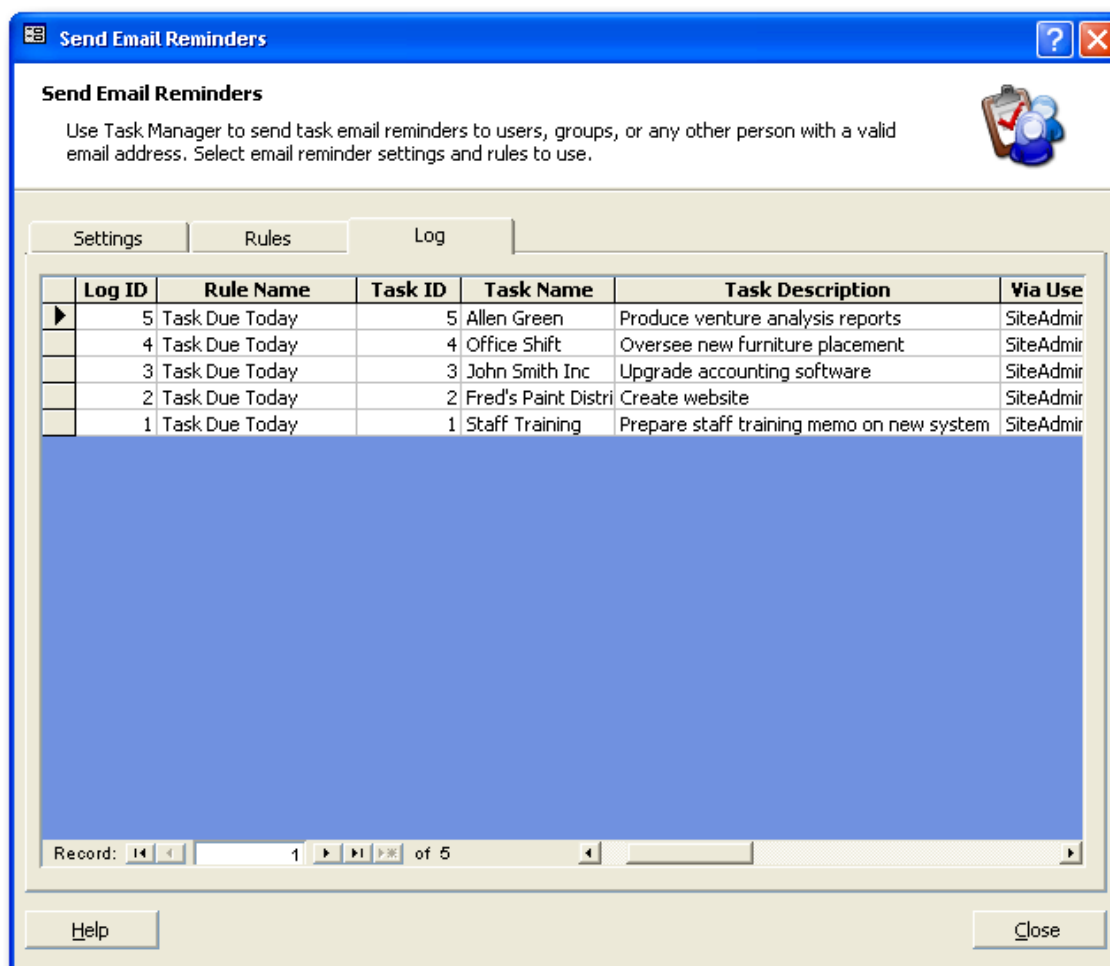 Send Email Reminders
Send Email Reminders
Use Task Manager to send task email reminders to users, groups, or any other person with a valid
email address. Select email reminder settings and rules to use.
Settings Rules Log
Log ID Rule Name Task ID Task Name Task Description Via Use
5 Task Due Today 5 Allen Green Produce venture analysis reports SiteAdmin
4 Task Due Today 4 Office Shift Oversee new furniture placement SiteAdmin
3 Task Due Today 3 John Smith Inc Upgrade accounting software SiteAdmin
2 Task Due Today 2 Fred's Paint Distri Create website SiteAdmin
1 Task Due Today 1 Staff Training Prepare staff training memo on new system SiteAdmin
Record: 1 of 5
Help Close